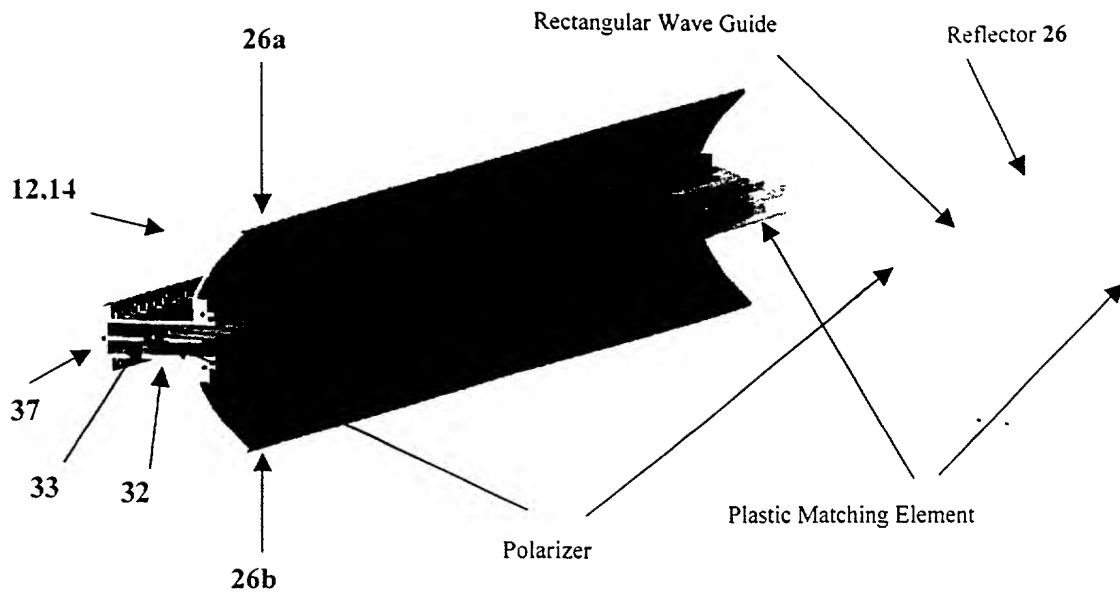 Rectangular Wave Guide
Reflector 26
26a
12,14
37
33
32
Plastic Matching Element
Polarizer
26b